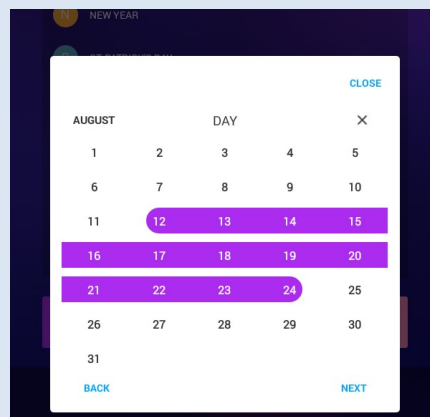 N NEW YEAR
CLOSE
AUGUST DAY ×
1 2 3 4 5
6 7 8 9 10
11 12 13 14 15
16 17 18 19 20
21 22 23 24 25
26 27 28 29 30
31
BACK NEXT